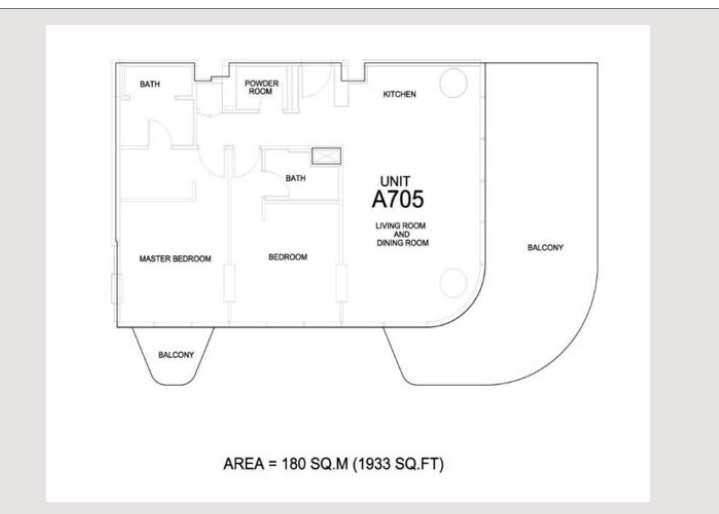 BATH
POWDER
ROOM
KITCHEN
BATH
UNIT
A705
LIVING ROOM
AND
DINING ROOM
MASTER BEDROOM
BEDROOM
BALCONY
BALCONY
AREA = 180 SQ.M (1933 SQ.FT)